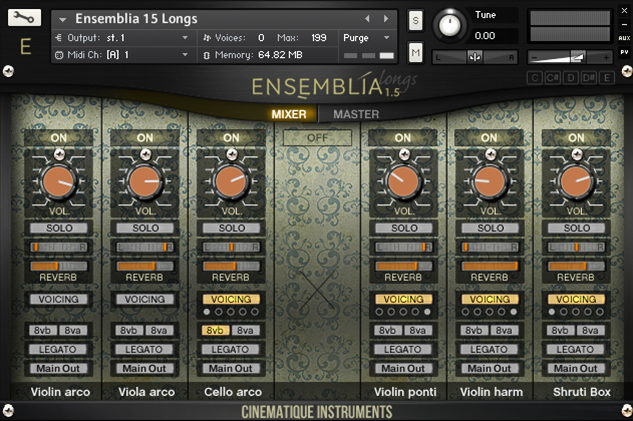 Ensemblia 15 Longs
E
Output: st. 1
Voices: 0 Max: 199
Purge
Midi Ch: [A] 1
Memory: 64.82 MB
S
M
Tune
0.00
L R
AUX
PV
ENSEMBLIA longs
1.5
C C# D D# E
MIXER MASTER
ON ON ON OFF ON ON ON
VOL. VOL. VOL. VOL. VOL. VOL.
SOLO SOLO SOLO SOLO SOLO SOLO
L R L R L R L R L R L R
REVERB REVERB REVERB REVERB REVERB REVERB
VOICING VOICING VOICING VOICING VOICING VOICING
8vb 8va 8vb 8va 8vb 8va 8vb 8va 8vb 8va 8vb 8va
LEGATO LEGATO LEGATO LEGATO LEGATO LEGATO
Main Out Main Out Main Out Main Out Main Out Main Out
Violin arco Viola arco Cello arco Violin ponti Violin harm Shruti Box
CINEMATIQUE INSTRUMENTS